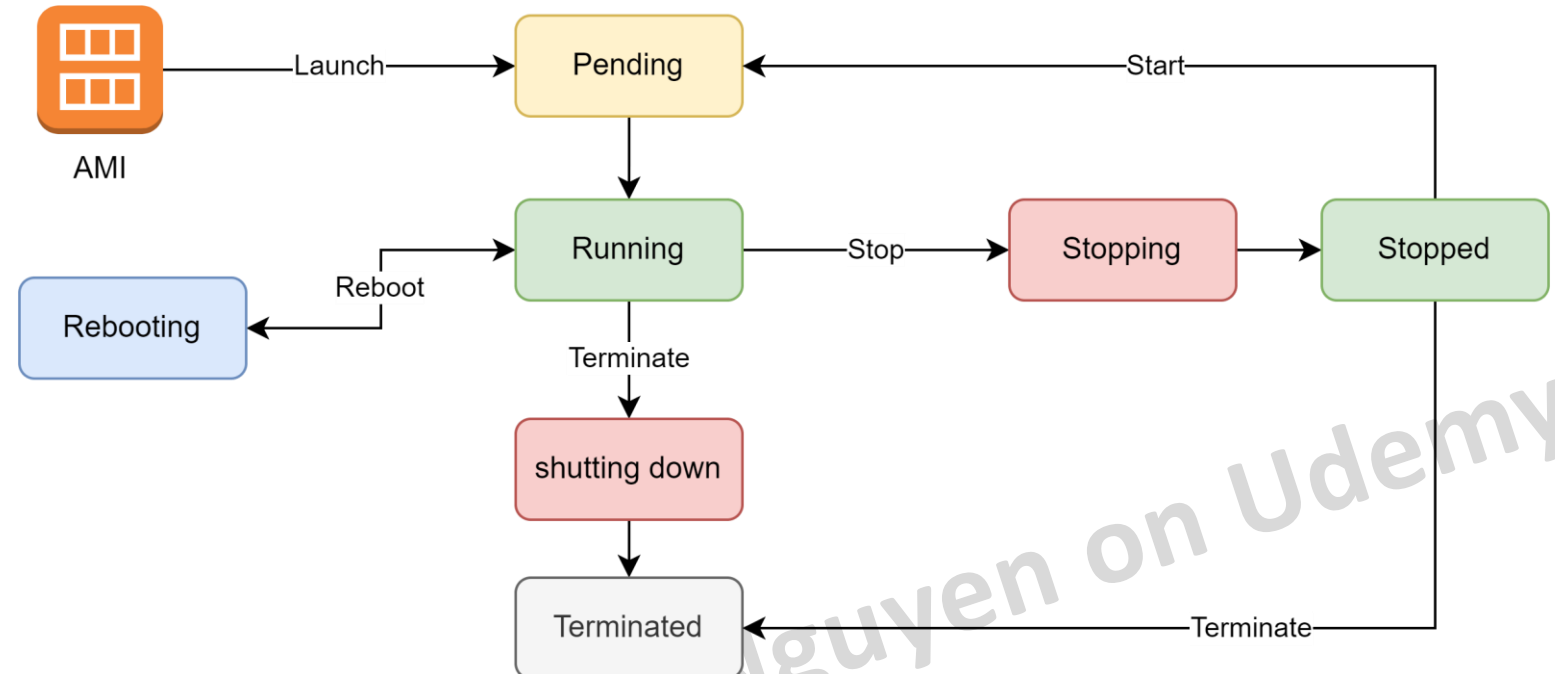 Launch
Pending
Start
AMI
Running
Stop
Stopping
Stopped
Reboot
Rebooting
Terminate
shutting down
Terminated
Terminate
on Udemy